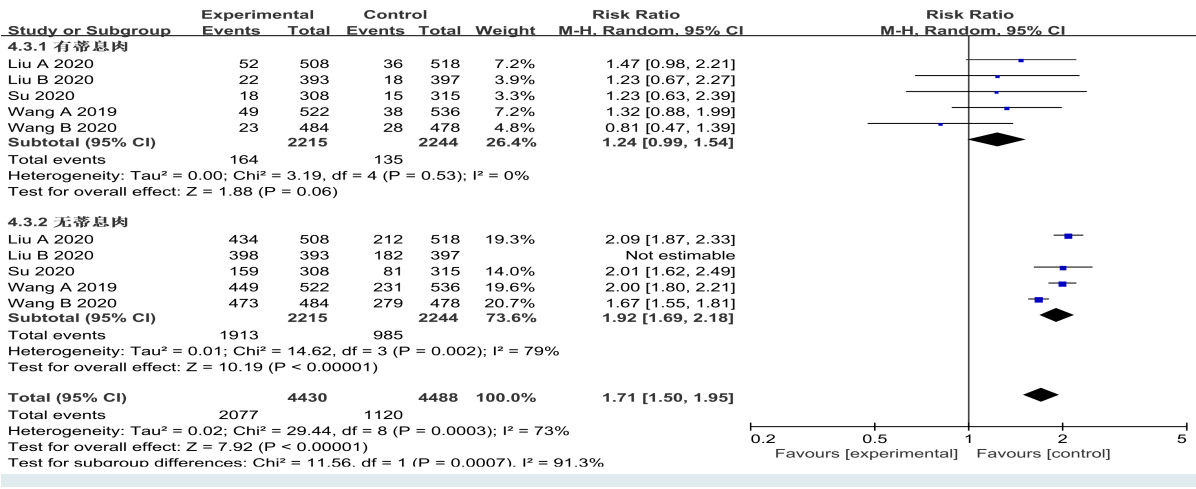 Experimental Control Risk Ratio Risk Ratio
Study or Subgroup Events Total Events Total Weight M-H, Random, 95% CI M-H, Random, 95% CI
4.3.1 有蒂息肉
Liu A 2020 52 508 36 518 7.2% 1.47 [0.98, 2.21]
Liu B 2020 22 393 18 397 3.9% 1.23 [0.67, 2.27]
Su 2020 18 308 15 315 3.3% 1.23 [0.63, 2.39]
Wang A 2019 49 522 38 536 7.2% 1.32 [0.88, 1.99]
Wang B 2020 23 484 28 478 4.8% 0.81 [0.47, 1.39]
Subtotal (95% CI) 2215 2244 26.4% 1.24 [0.99, 1.54]
Total events 164 135
Heterogeneity: Tau² = 0.00; Chi² = 3.19, df = 4 (P = 0.53); I² = 0%
Test for overall effect: Z = 1.88 (P = 0.06)
4.3.2 无蒂息肉
Liu A 2020 434 508 212 518 19.3% 2.09 [1.87, 2.33]
Liu B 2020 398 393 182 397 Not estimable
Su 2020 159 308 81 315 14.0% 2.01 [1.62, 2.49]
Wang A 2019 449 522 231 536 19.6% 2.00 [1.80, 2.21]
Wang B 2020 473 484 279 478 20.7% 1.67 [1.55, 1.81]
Subtotal (95% CI) 2215 2244 73.6% 1.92 [1.69, 2.18]
Total events 1913 985
Heterogeneity: Tau² = 0.01; Chi² = 14.62, df = 3 (P = 0.002); I² = 79%
Test for overall effect: Z = 10.19 (P < 0.00001)
Total (95% CI) 4430 4488 100.0% 1.71 [1.50, 1.95]
Total events 2077 1120
Heterogeneity: Tau² = 0.02; Chi² = 29.44, df = 8 (P = 0.0003); I² = 73%
Test for overall effect: Z = 7.92 (P < 0.00001)
Test for subgroup differences: Chi² = 11.56, df = 1 (P = 0.0007), I² = 91.3%
0.2 0.5 1 2 5
Favours [experimental] Favours [control]